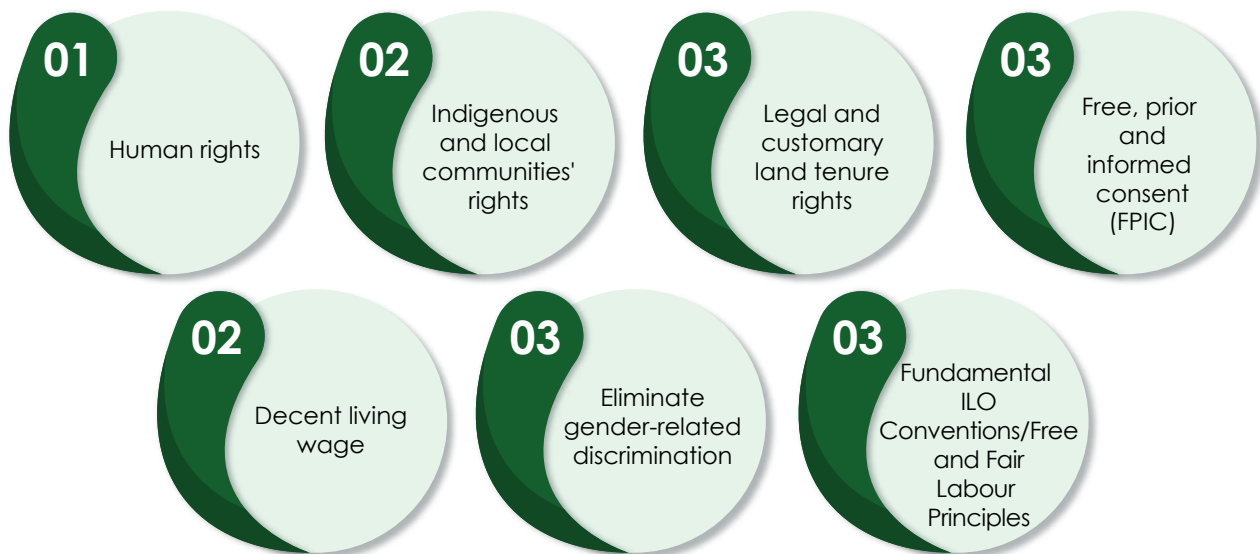 01
Human rights
02
Indigenous
and local
communities'
rights
03
Legal and
customary
land tenure
rights
03
Free, prior
and
informed
consent
(FPIC)
02
Decent living
wage
03
Eliminate
gender-related
discrimination
03
Fundamental
ILO
Conventions/Free
and Fair
Labour
Principles